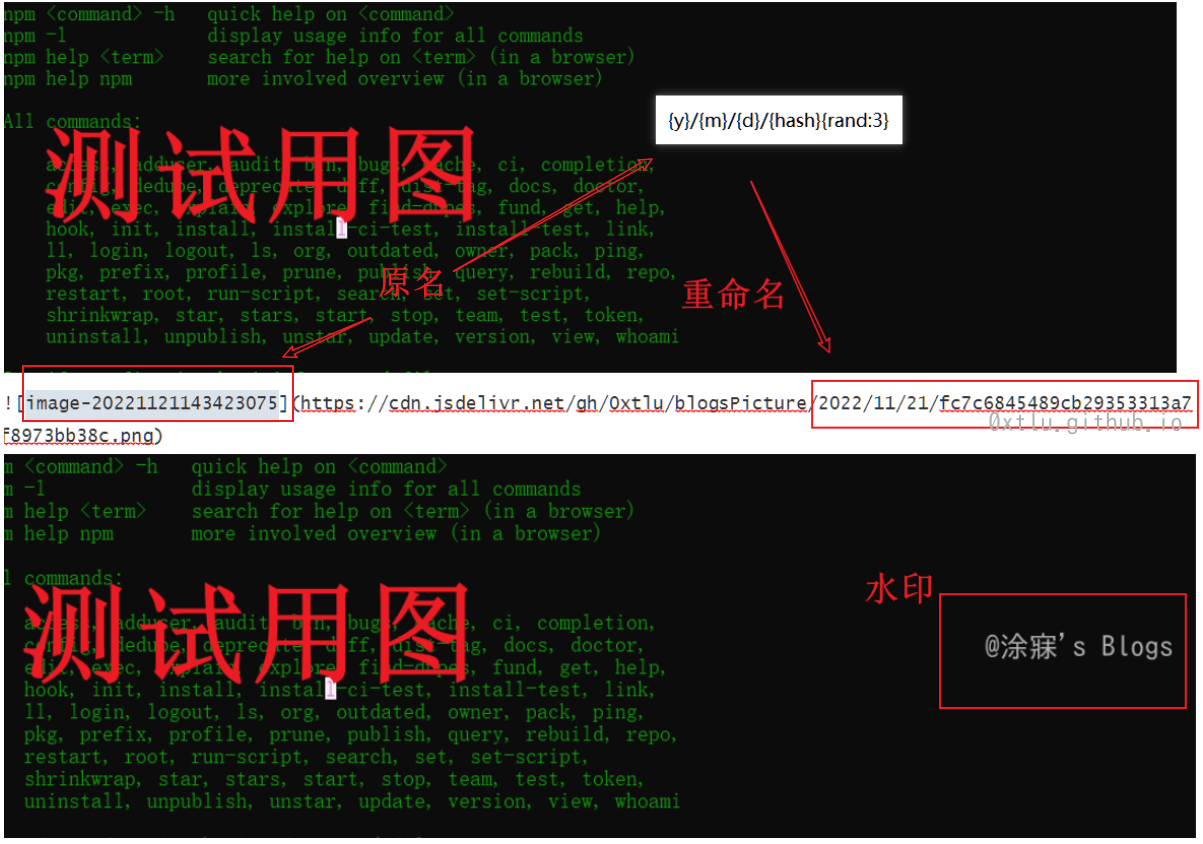 npm <command> -h   quick help on <command>
npm -l             display usage info for all commands
npm help <term>    search for help on <term> (in a browser)
npm help npm       more involved overview (in a browser)
All commands:
{y}/{m}/{d}/{hash}{rand:3}
测试用图
access, adduser, audit, bin, bugs, cache, ci, completion,
config, dedupe, deprecate, diff, dist-tag, docs, doctor,
edit, exec, explain, explore, find-dupes, fund, get, help,
hook, init, install, install-ci-test, install-test, link,
ll, login, logout, ls, org, outdated, owner, pack, ping,
pkg, prefix, profile, prune, publish, query, rebuild, repo,
原名
重命名
restart, root, run-script, search, set, set-script,
shrinkwrap, star, stars, start, stop, team, test, token,
uninstall, unpublish, unstar, update, version, view, whoami
![image-20221121143423075](https://cdn.jsdelivr.net/gh/0xtlu/blogsPicture/2022/11/21/fc7c6845489cb29353313a7
f8973bb38c.png)
0xtlu.github.io
m <command> -h   quick help on <command>
m -l             display usage info for all commands
m help <term>    search for help on <term> (in a browser)
m help npm       more involved overview (in a browser)
l commands:
测试用图
水印
access, adduser, audit, bin, bugs, cache, ci, completion,
config, dedupe, deprecate, diff, dist-tag, docs, doctor,
@涂寐's Blogs
edit, exec, explain, explore, find-dupes, fund, get, help,
hook, init, install, install-ci-test, install-test, link,
ll, login, logout, ls, org, outdated, owner, pack, ping,
pkg, prefix, profile, prune, publish, query, rebuild, repo,
restart, root, run-script, search, set, set-script,
shrinkwrap, star, stars, start, stop, team, test, token,
uninstall, unpublish, unstar, update, version, view, whoami